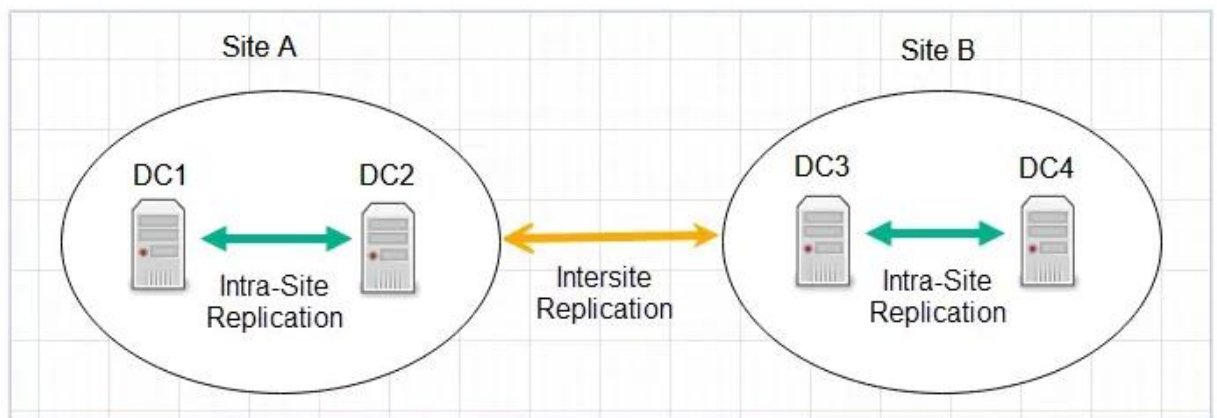 Site A
Site B
DC1
DC2
DC3
DC4
Intra-Site
Replication
Intersite
Replication
Intra-Site
Replication